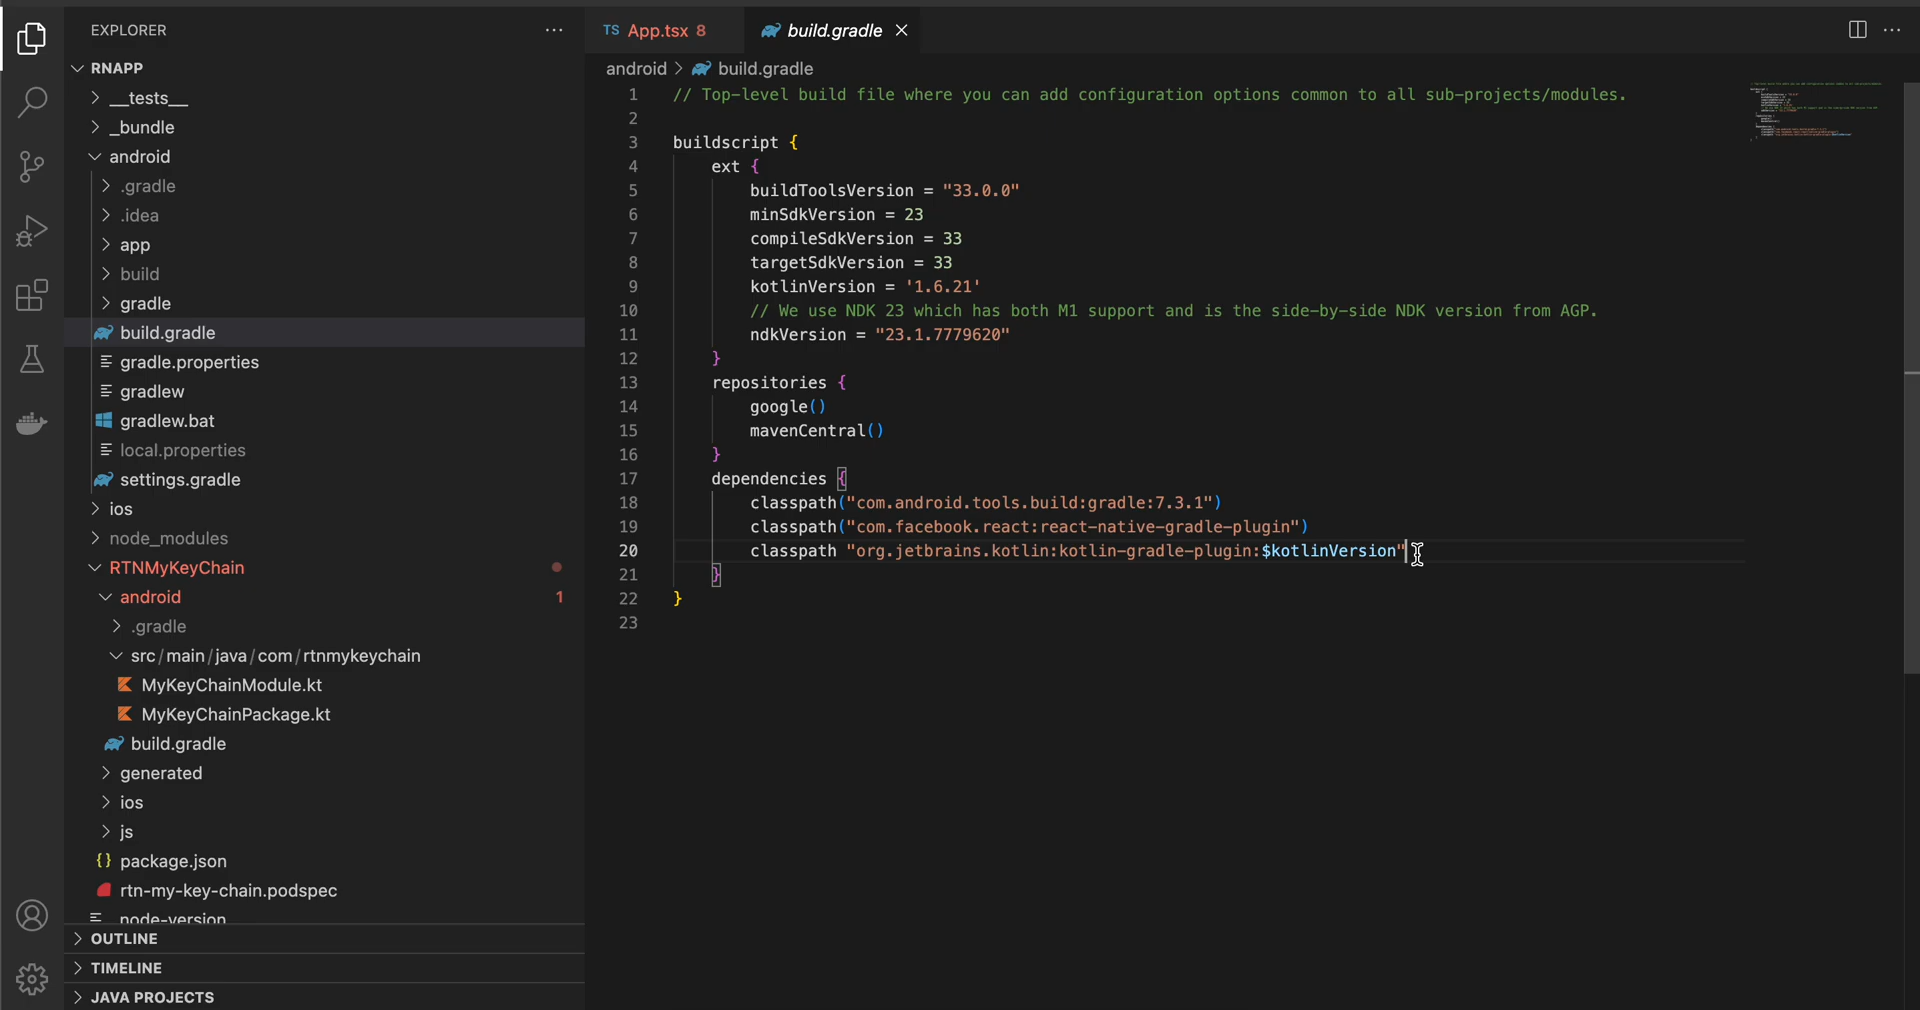 EXPLORER
RNAPP
__tests__
_bundle
android
.gradle
.idea
app
build
gradle
build.gradle
gradle.properties
gradlew
gradlew.bat
local.properties
settings.gradle
ios
node_modules
RTNMyKeyChain
android 1
.gradle
src/main/java/com/rtnmykeychain
MyKeyChainModule.kt
MyKeyChainPackage.kt
build.gradle
generated
ios
js
{} package.json
rtn-my-key-chain.podspec
node-version
OUTLINE
TIMELINE
JAVA PROJECTS
TS App.tsx 8
build.gradle
android > build.gradle
1 // Top-level build file where you can add configuration options common to all sub-projects/modules.
2
3 buildscript {
4 ext {
5 buildToolsVersion = "33.0.0"
6 minSdkVersion = 23
7 compileSdkVersion = 33
8 targetSdkVersion = 33
9 kotlinVersion = '1.6.21'
10 // We use NDK 23 which has both M1 support and is the side-by-side NDK version from AGP.
11 ndkVersion = "23.1.7779620"
12 }
13 repositories {
14 google()
15 mavenCentral()
16 }
17 dependencies {
18 classpath("com.android.tools.build:gradle:7.3.1")
19 classpath("com.facebook.react:react-native-gradle-plugin")
20 classpath "org.jetbrains.kotlin:kotlin-gradle-plugin:$kotlinVersion"
21 }
22 }
23